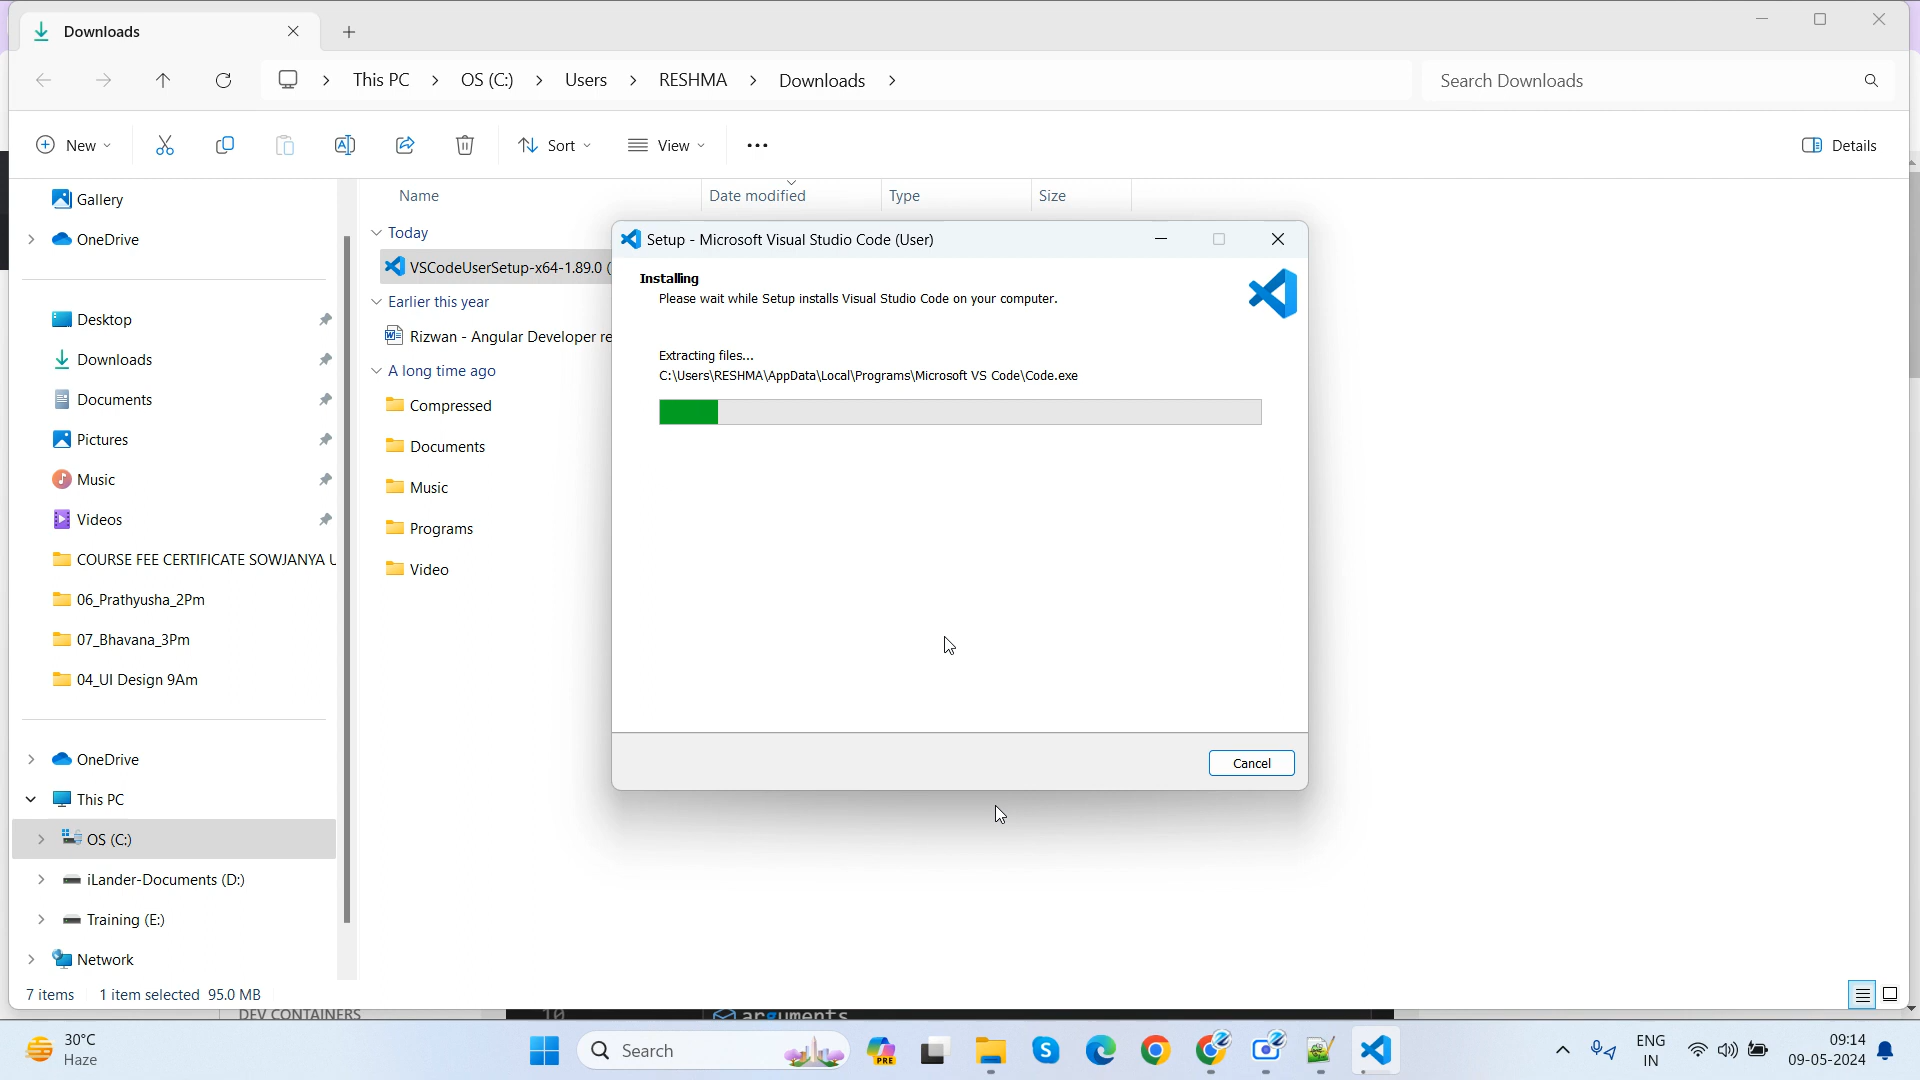 Downloads
This PC
OS (C:)
Users
RESHMA
Downloads
Search Downloads
New
Sort
View
Details
Gallery
OneDrive
Desktop
Downloads
Documents
Pictures
Music
Videos
COURSE FEE CERTIFICATE SOWJANYA
06_Prathyusha_2Pm
07_Bhavana_3Pm
04_UI Design 9Am
OneDrive
This PC
OS (C:)
iLander-Documents (D:)
Training (E:)
Network
Name
Date modified
Type
Size
Today
VSCodeUserSetup-x64-1.89.0 (
Earlier this year
Rizwan - Angular Developer re
A long time ago
Compressed
Documents
Music
Programs
Video
Setup - Microsoft Visual Studio Code (User)
Installing
Please wait while Setup installs Visual Studio Code on your computer.
Extracting files...
C:\Users\RESHMA\AppData\Local\Programs\Microsoft VS Code\Code.exe
Cancel
7 items
1 item selected 95.0 MB
DEV CONTAINERS
10
arguments
30°C
Haze
Search
PRE
ENG
IN
09:14
09-05-2024